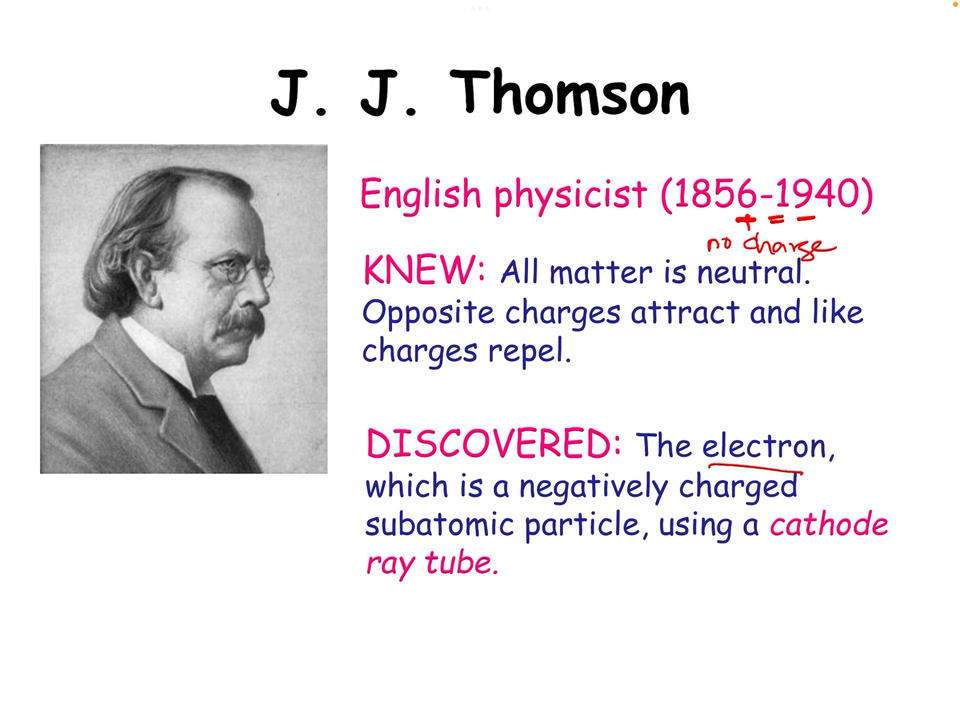 J. J. Thomson
English physicist (1856-1940)
+ = -
no charge
KNEW: All matter is neutral.
Opposite charges attract and like
charges repel.
DISCOVERED: The electron,
which is a negatively charged
subatomic particle, using a cathode
ray tube.